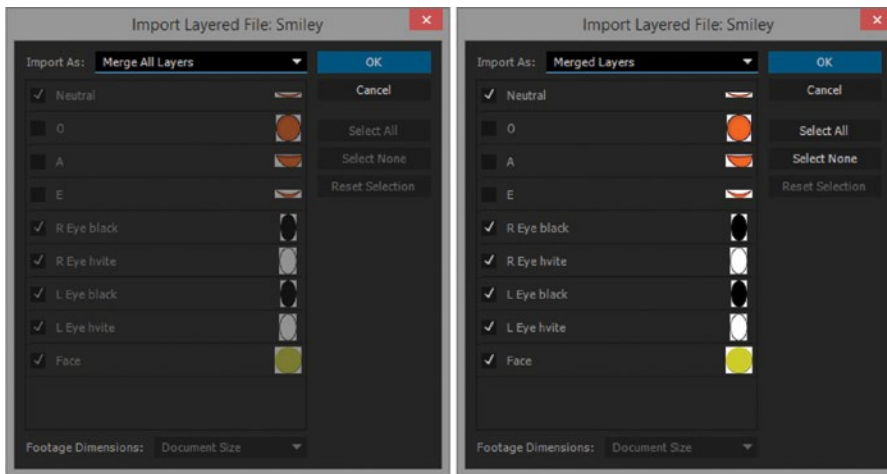 Import Layered File: Smiley
Import As: Merge All Layers
OK
Cancel
Neutral
O
Select All
A
Select None
E
Reset Selection
R Eye black
R Eye hvite
L Eye black
L Eye hvite
Face
Footage Dimensions: Document Size
Import Layered File: Smiley
Import As: Merged Layers
OK
Cancel
Neutral
O
Select All
A
Select None
E
Reset Selection
R Eye black
R Eye hvite
L Eye black
L Eye hvite
Face
Footage Dimensions: Document Size